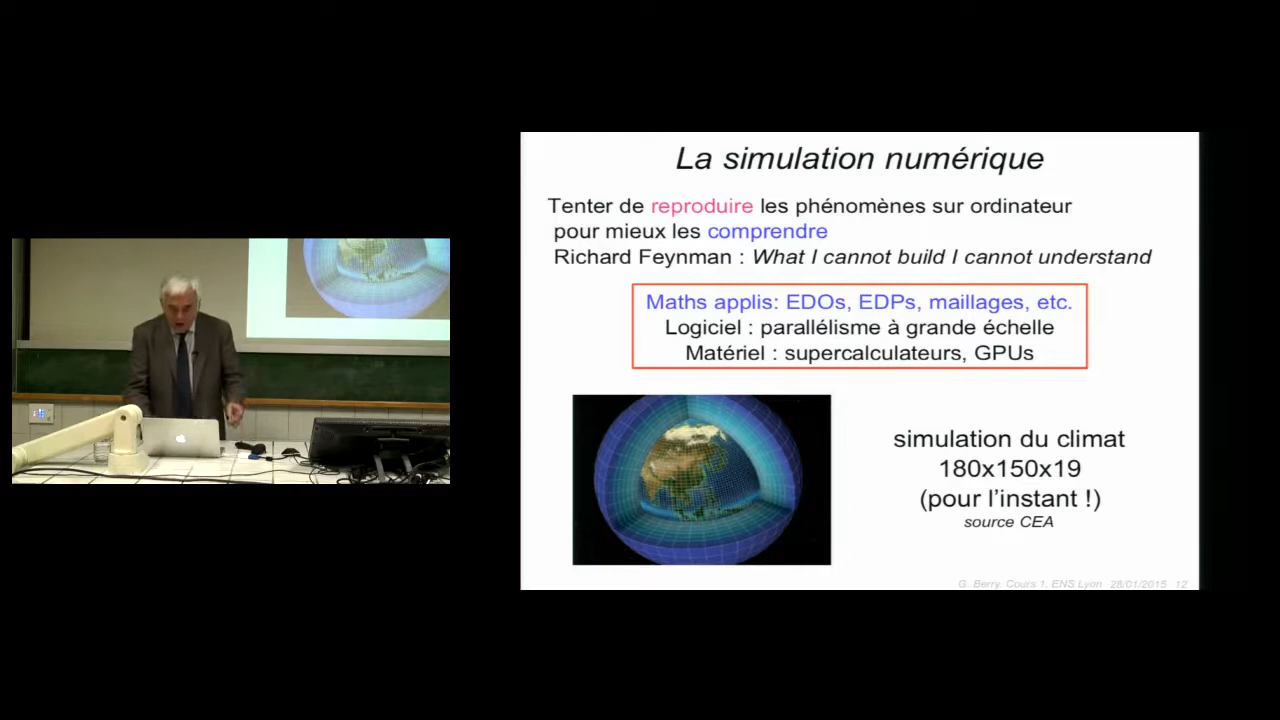 La simulation numérique
Tenter de reproduire les phénomènes sur ordinateur
pour mieux les comprendre
Richard Feynman : What I cannot build I cannot understand
Maths applis: EDOs, EDPs, maillages, etc.
Logiciel : parallélisme à grande échelle
Matériel : supercalculateurs, GPUs
simulation du climat
180x150x19
(pour l'instant !)
source CEA
G. Berry, Cours 1, ENS Lyon 28/01/2015 12